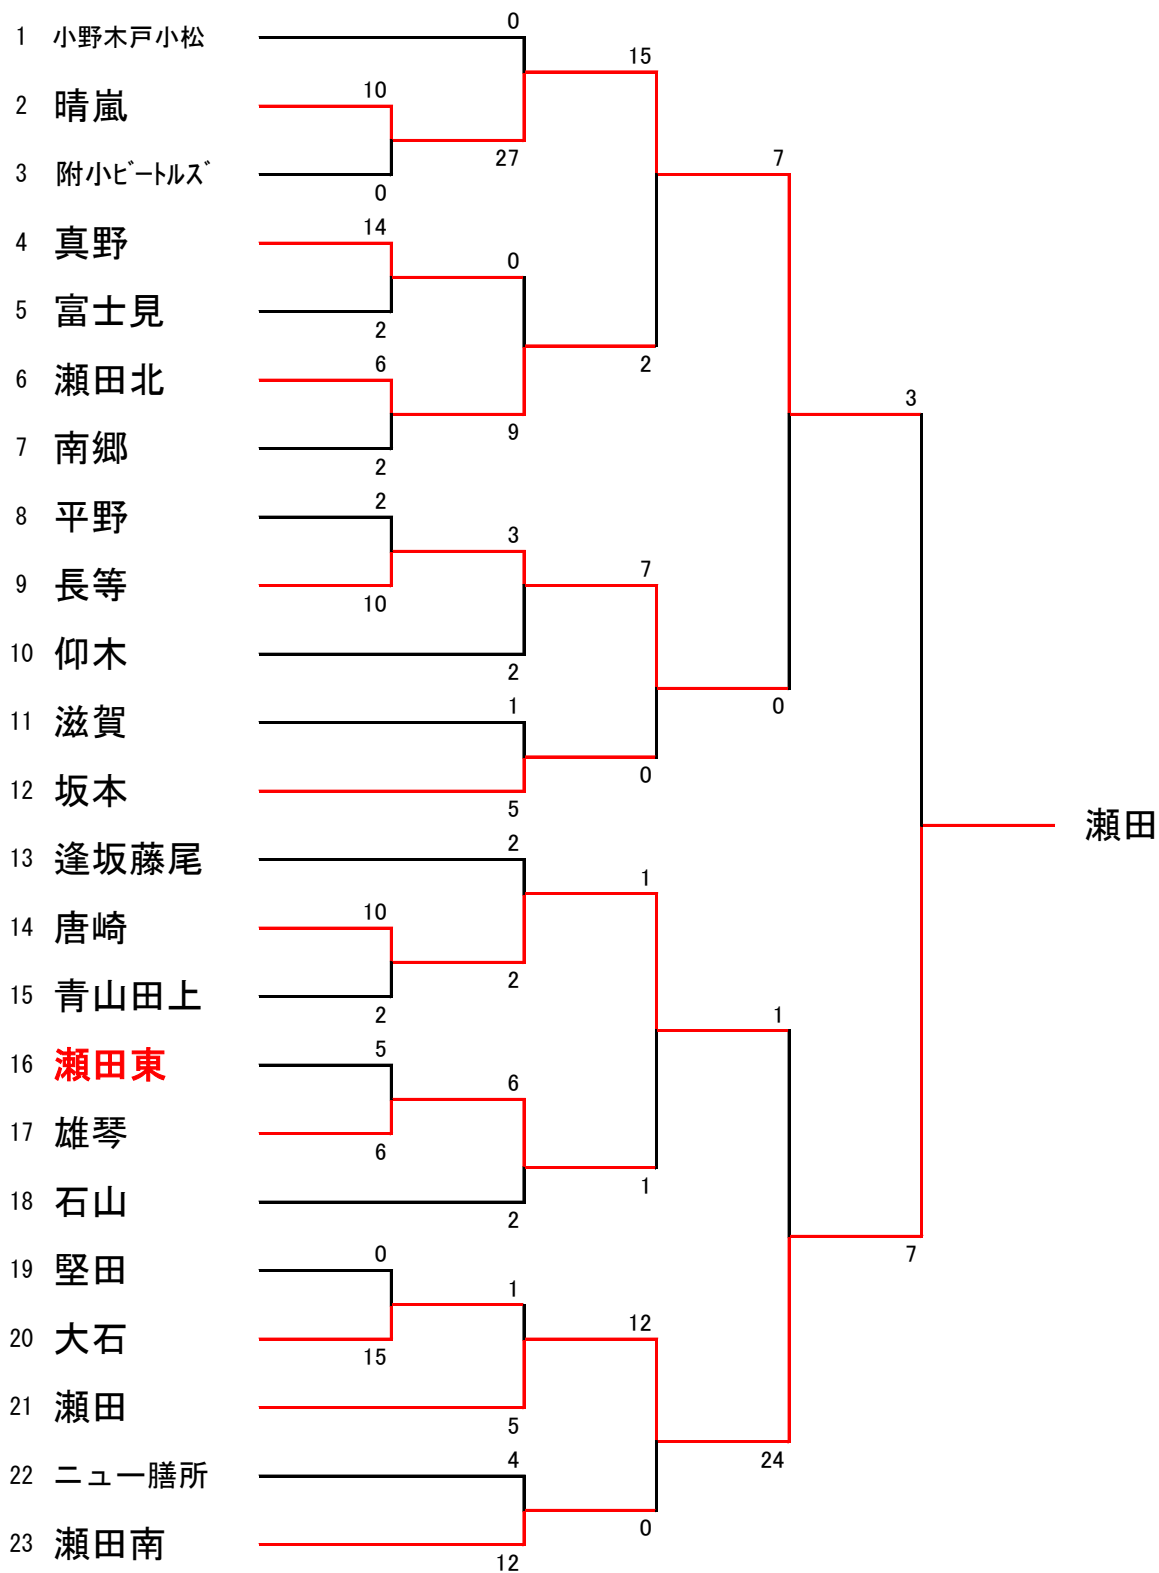 0
1 小野木戸小松
15
10
2 晴嵐
27
7
3 附小ﾋﾞｰﾄﾙｽﾞ
0
14
4 真野
0
5 富士見
2
6
2
6 瀬田北
3
9
7 南郷
2
2
8 平野
3
7
9 長等
10
10 仰木
2
1
0
11 滋賀
0
12 坂本
5
瀬田
2
13 逢坂藤尾
1
10
14 唐崎
2
15 青山田上
2
1
5
16 瀬田東
6
17 雄琴
6
1
18 石山
2
0
7
19 堅田
1
12
20 大石
15
21 瀬田
5
4
24
22 ニュー膳所
0
23 瀬田南
12